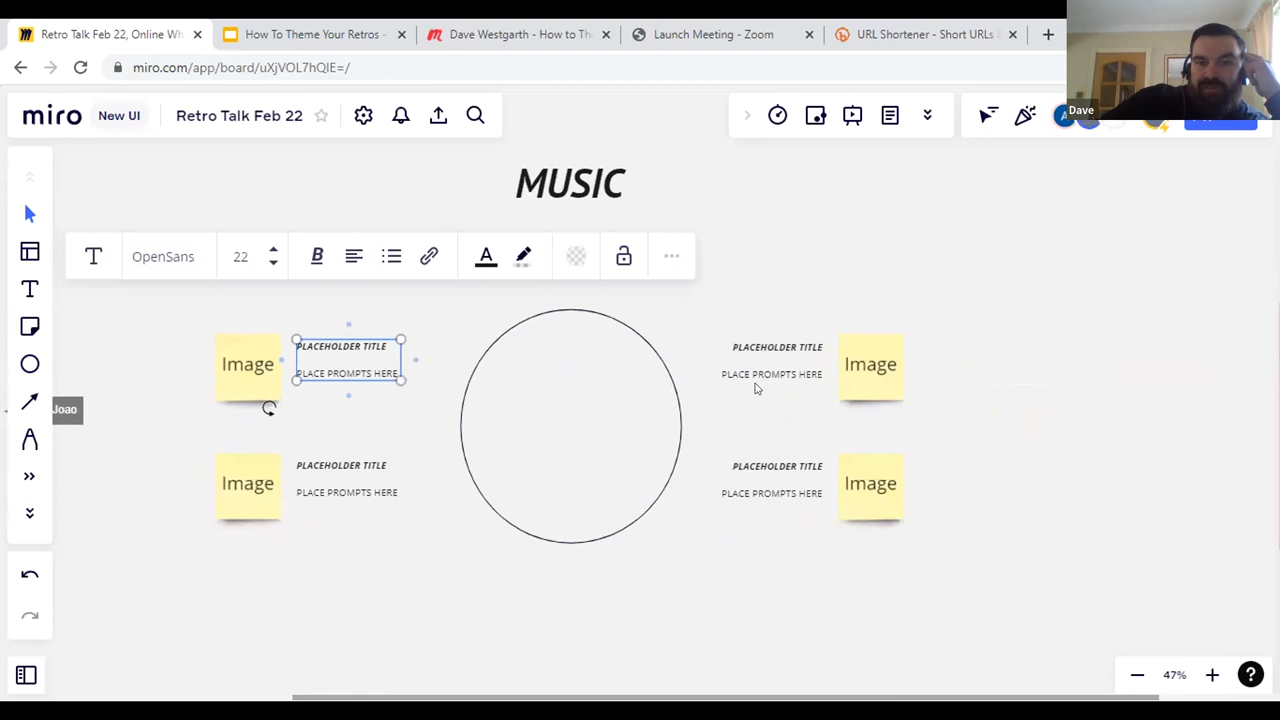 Retro Talk Feb 22, Online Wh
How To Theme Your Retros -
Dave Westgarth - How to Th
Launch Meeting - Zoom
URL Shortener - Short URLs &
miro.com/app/board/uXjVOL7hQIE=/
Dave
miro
New UI
Retro Talk Feb 22
MUSIC
OpenSans
22
B
A
Image
PLACEHOLDER TITLE
PLACE PROMPTS HERE
PLACEHOLDER TITLE
PLACE PROMPTS HERE
Image
Joao
Image
PLACEHOLDER TITLE
PLACE PROMPTS HERE
PLACEHOLDER TITLE
PLACE PROMPTS HERE
Image
47%